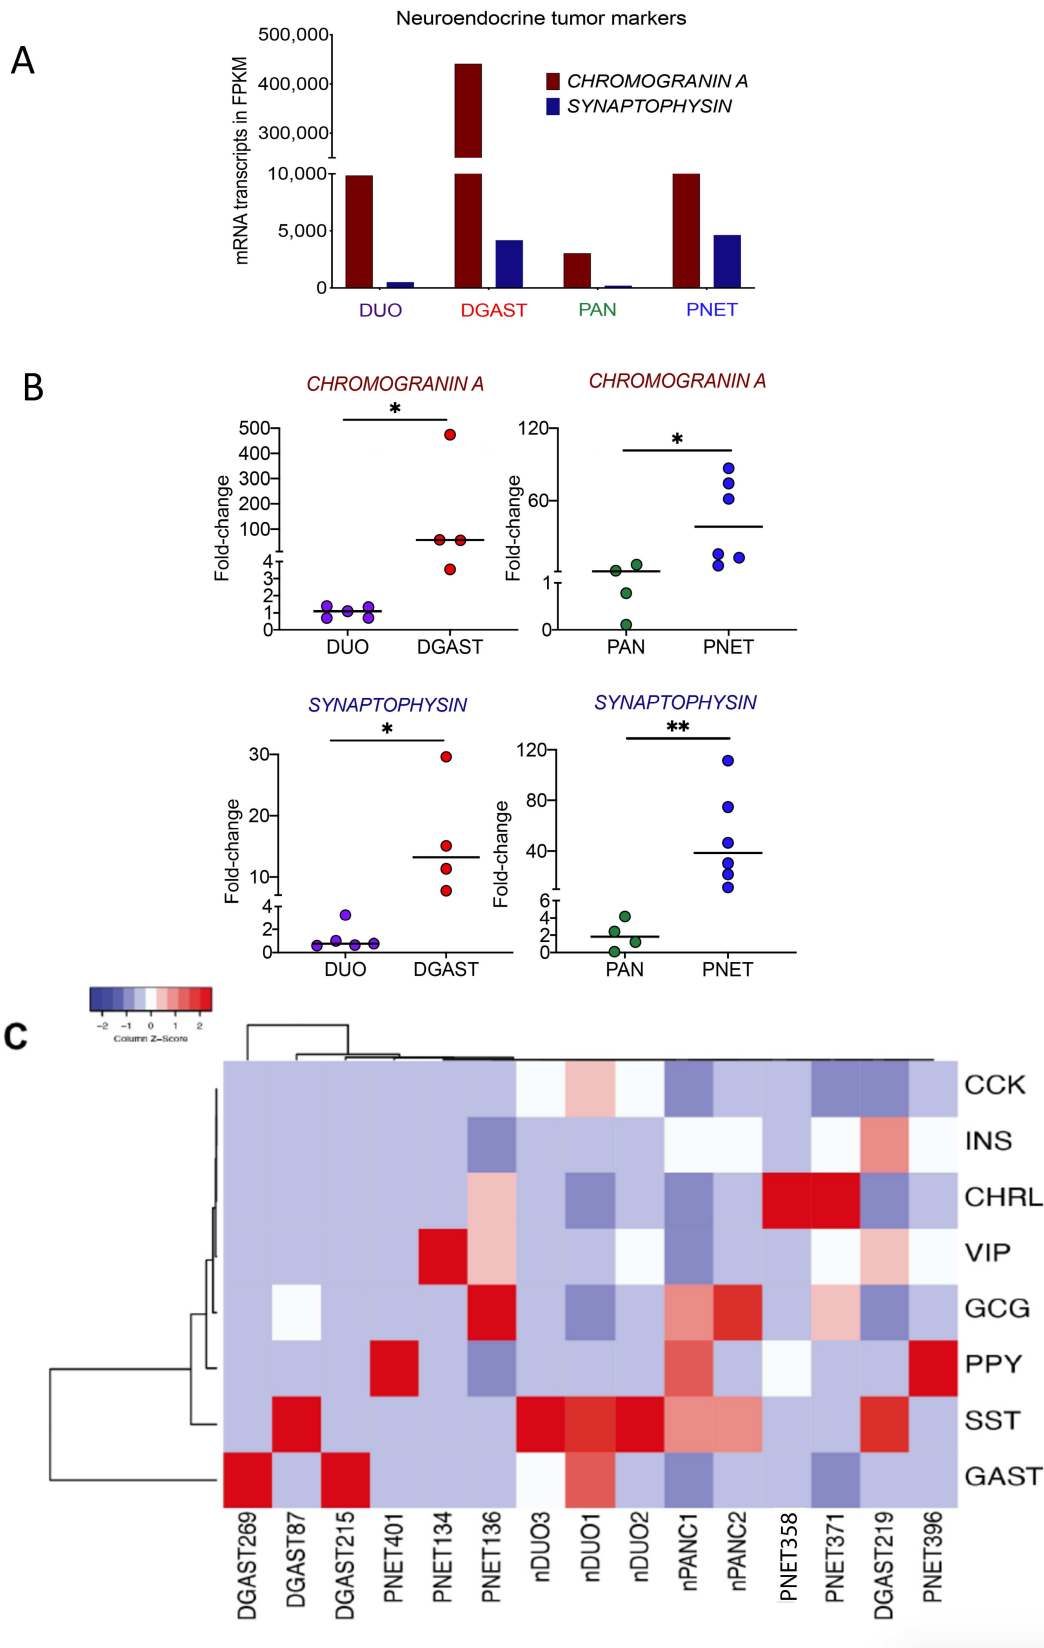 A
Neuroendocrine tumor markers
mRNA transcripts in FPKM
500,000
400,000
300,000
10,000
5,000
0
CHROMOGRANIN A
SYNAPTOPHYSIN
DUO
DGAST
PAN
PNET
B
CHROMOGRANIN A
*
Fold-change
500
400
300
200
100
4
3
2
1
0
DUO
DGAST
CHROMOGRANIN A
*
Fold-change
120
60
1
0
PAN
PNET
SYNAPTOPHYSIN
*
Fold-change
30
20
10
4
2
0
DUO
DGAST
SYNAPTOPHYSIN
**
Fold-change
120
80
40
6
4
2
0
PAN
PNET
C
-2 -1 0 1 2
Column Z-Score
CCK
INS
CHRL
VIP
GCG
PPY
SST
GAST
DGAST269
DGAST87
DGAST215
PNET401
PNET134
PNET136
nDUO3
nDUO1
nDUO2
nPANC1
nPANC2
PNET358
PNET371
DGAST219
PNET396